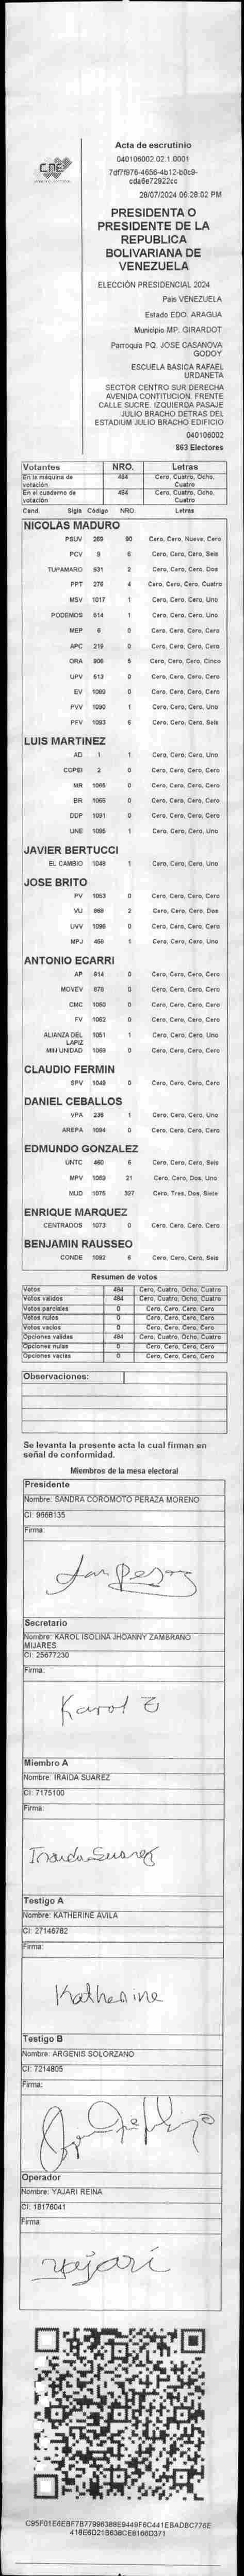 CNE
Acta de escrutinio
040106002.02.1.0001
7df7f976-4656-4b12-b0c9-
cda6e72922cc
28/07/2024 06:28:02 PM
PRESIDENTA O
PRESIDENTE DE LA
REPUBLICA
BOLIVARIANA DE
VENEZUELA
ELECCIÓN PRESIDENCIAL 2024
País VENEZUELA
Estado EDO. ARAGUA
Municipio MP. GIRARDOT
Parroquia PQ. JOSE CASANOVA
GODOY
ESCUELA BASICA RAFAEL
URDANETA
SECTOR CENTRO SUR DERECHA
AVENIDA CONTITUCION. FRENTE
CALLE SUCRE. IZQUIERDA PASAJE
JULIO BRACHO DETRAS DEL
ESTADIUM JULIO BRACHO EDIFICIO
040106002
863 Electores
Votantes NRO. Letras
En la máquina de votación 484 Cero, Cuatro, Ocho, Cuatro
En el cuaderno de votación 484 Cero, Cuatro, Ocho, Cuatro
Cand. Sigla Código NRO. Letras
NICOLAS MADURO
PSUV 269 90 Cero, Cero, Nueve, Cero
PCV 9 6 Cero, Cero, Cero, Seis
TUPAMARO 931 2 Cero, Cero, Cero, Dos
PPT 276 4 Cero, Cero, Cero, Cuatro
MSV 1017 1 Cero, Cero, Cero, Uno
PODEMOS 514 1 Cero, Cero, Cero, Uno
MEP 6 0 Cero, Cero, Cero, Cero
APC 219 0 Cero, Cero, Cero, Cero
ORA 906 5 Cero, Cero, Cero, Cinco
UPV 513 0 Cero, Cero, Cero, Cero
EV 1089 0 Cero, Cero, Cero, Cero
PVV 1090 1 Cero, Cero, Cero, Uno
PFV 1093 6 Cero, Cero, Cero, Seis
LUIS MARTINEZ
AD 1 1 Cero, Cero, Cero, Uno
COPEI 2 0 Cero, Cero, Cero, Cero
MR 1065 0 Cero, Cero, Cero, Cero
BR 1066 0 Cero, Cero, Cero, Cero
DDP 1091 0 Cero, Cero, Cero, Cero
UNE 1095 1 Cero, Cero, Cero, Uno
JAVIER BERTUCCI
EL CAMBIO 1048 1 Cero, Cero, Cero, Uno
JOSE BRITO
PV 1053 0 Cero, Cero, Cero, Cero
VU 969 2 Cero, Cero, Cero, Dos
UVV 1096 0 Cero, Cero, Cero, Cero
MPJ 458 1 Cero, Cero, Cero, Uno
ANTONIO ECARRI
AP 914 0 Cero, Cero, Cero, Cero
MOVEV 678 0 Cero, Cero, Cero, Cero
CMC 1050 0 Cero, Cero, Cero, Cero
FV 1062 0 Cero, Cero, Cero, Cero
ALIANZA DEL LAPIZ 1051 1 Cero, Cero, Cero, Uno
MIN UNIDAD 1069 0 Cero, Cero, Cero, Cero
CLAUDIO FERMIN
SPV 1049 0 Cero, Cero, Cero, Cero
DANIEL CEBALLOS
VPA 236 1 Cero, Cero, Cero, Uno
AREPA 1094 0 Cero, Cero, Cero, Cero
EDMUNDO GONZALEZ
UNTC 460 6 Cero, Cero, Cero, Seis
MPV 1069 21 Cero, Cero, Dos, Uno
MUD 1075 327 Cero, Tres, Dos, Siete
ENRIQUE MARQUEZ
CENTRADOS 1073 0 Cero, Cero, Cero, Cero
BENJAMIN RAUSSEO
CONDE 1092 6 Cero, Cero, Cero, Seis
Resumen de votos
Votos 484 Cero, Cuatro, Ocho, Cuatro
Votos válidos 484 Cero, Cuatro, Ocho, Cuatro
Votos parciales 0 Cero, Cero, Cero, Cero
Votos nulos 0 Cero, Cero, Cero, Cero
Votos vacíos 0 Cero, Cero, Cero, Cero
Opciones válidas 484 Cero, Cuatro, Ocho, Cuatro
Opciones nulas 0 Cero, Cero, Cero, Cero
Opciones vacías 0 Cero, Cero, Cero, Cero
Observaciones:
Se levanta la presente acta la cual firman en
señal de conformidad.
Miembros de la mesa electoral
Presidente
Nombre: SANDRA COROMOTO PERAZA MORENO
CI: 9668135
Firma:
Secretario
Nombre: KAROL ISOLINA JHOANNY ZAMBRANO
MIJARES
CI: 25677230
Firma:
Karol Z
Miembro A
Nombre: IRAIDA SUAREZ
CI: 7175100
Firma:
Iraida Suarez
Testigo A
Nombre: KATHERINE AVILA
CI: 27146782
Firma:
Katherine
Testigo B
Nombre: ARGENIS SOLORZANO
CI: 7214805
Firma:
Operador
Nombre: YAJARI REINA
CI: 18176041
Firma:
yajari
C95F01E6EBF7B77996388E9449F6C441EBADBC776E
418E6D21B638CE9166D371